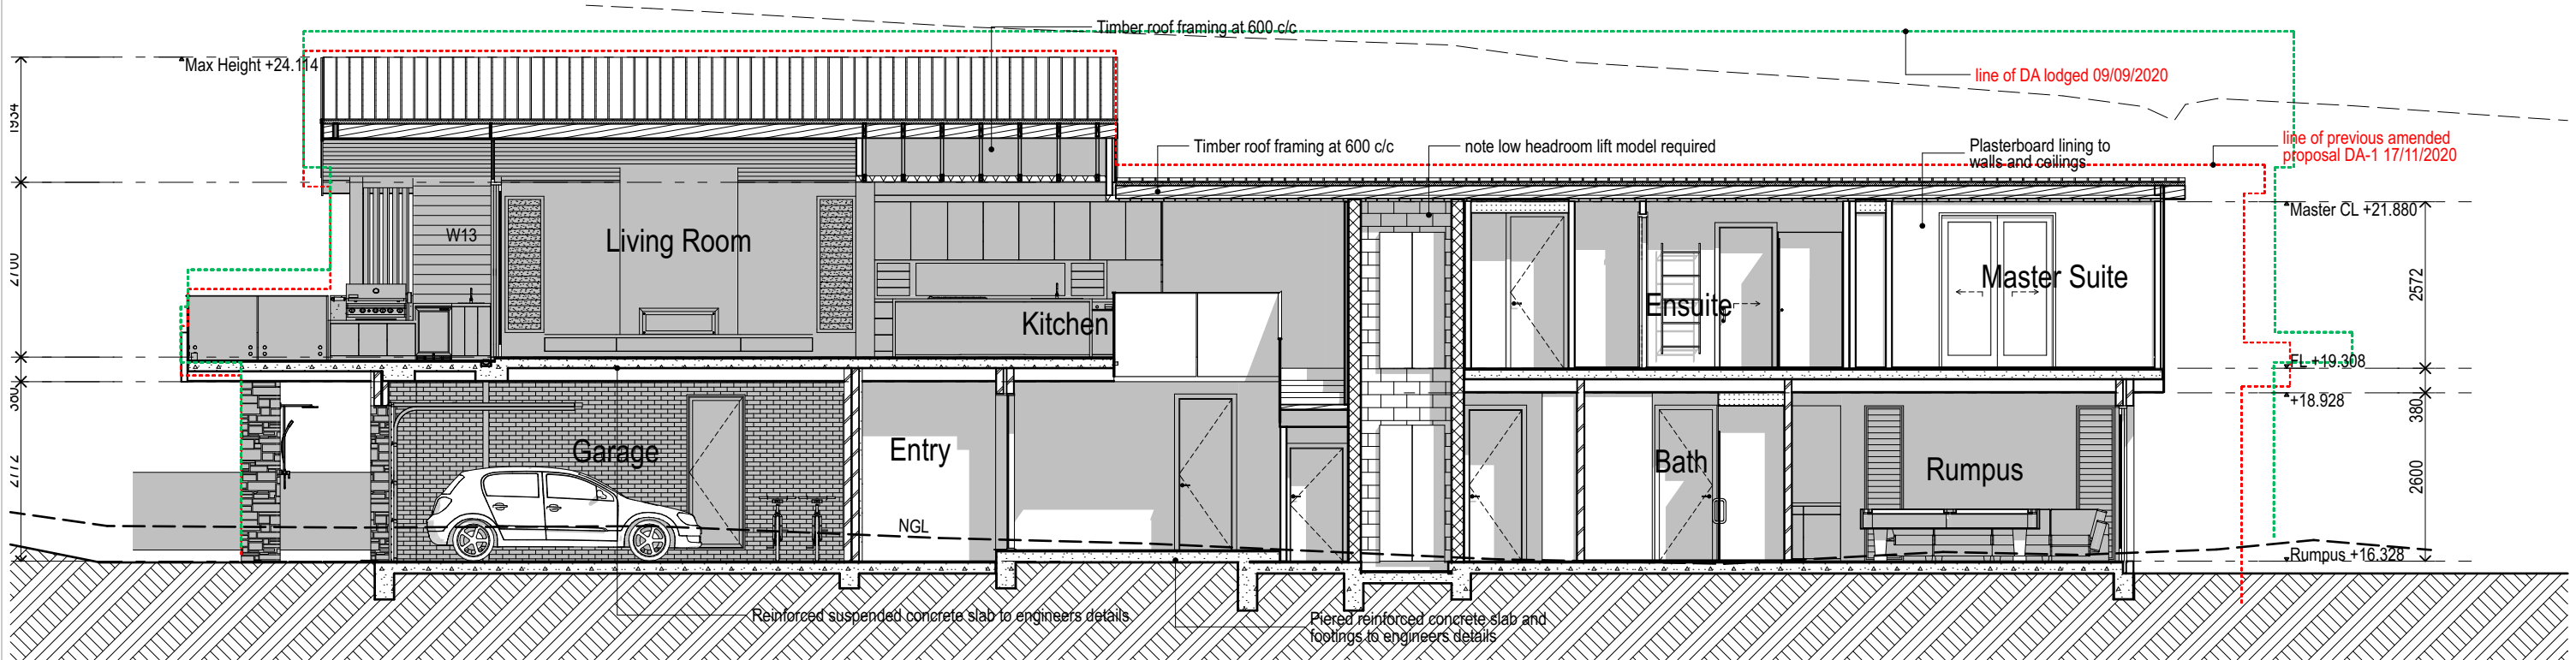 Timber roof framing at 600 c/c
Max Height +24.114
line of DA lodged 09/09/2020
1934
Timber roof framing at 600 c/c
note low headroom lift model required
Plasterboard lining to
walls and ceilings
line of previous amended
proposal DA-1 17/11/2020
Master CL +21.880
W13
Living Room
2700
Master Suite
2572
Ensuite
Kitchen
FL +19.308
380
+18.928
380
Garage
Entry
Bath
Rumpus
2772
2600
NGL
Rumpus +16.328
Reinforced suspended concrete slab to engineers details
Piered reinforced concrete slab and
footings to engineers details